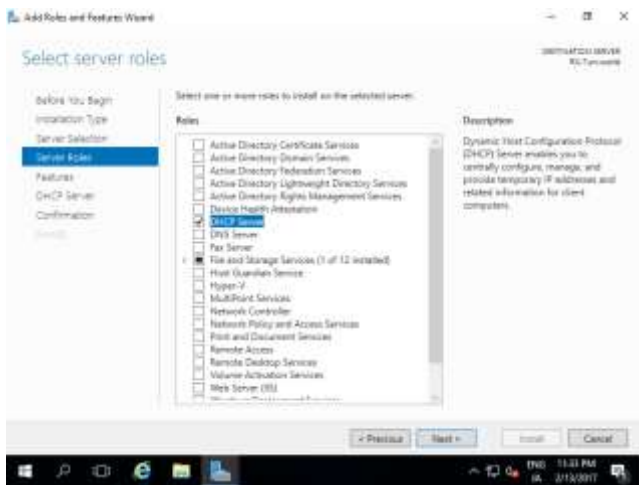 Add Roles and Features Wizard
Select server roles
DESTINATION SERVER
Before You Begin
Installation Type
Server Selection
Server Roles
Features
DHCP Server
Confirmation
Select one or more roles to install on the selected server.
Roles
Active Directory Certificate Services
Active Directory Domain Services
Active Directory Federation Services
Active Directory Lightweight Directory Services
Active Directory Rights Management Services
Device Health Attestation
DHCP Server
DNS Server
Fax Server
File and Storage Services (1 of 12 installed)
Host Guardian Service
Hyper-V
MultiPoint Services
Network Controller
Network Policy and Access Services
Print and Document Services
Remote Access
Remote Desktop Services
Volume Activation Services
Web Server (IIS)
Description
Dynamic Host Configuration Protocol
(DHCP) Server enables you to
centrally configure, manage, and
provide temporary IP addresses and
related information for client
computers.
< Previous
Next >
Install
Cancel
ENG
11:33 PM
IA
2/13/2017